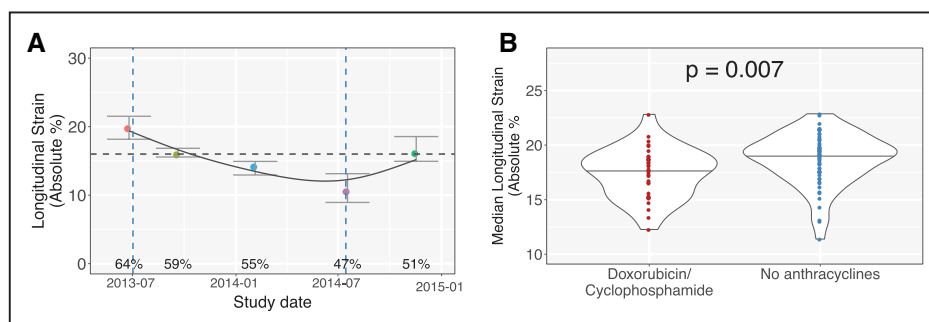 A
Longitudinal Strain
(Absolute %)
30
20
10
0
64%
59%
55%
47%
51%
2013-07
2014-01
2014-07
2015-01
Study date
B
Median Longitudinal Strain
(Absolute %
25
20
15
10
p = 0.007
Doxorubicin/
Cyclophosphamide
No anthracyclines